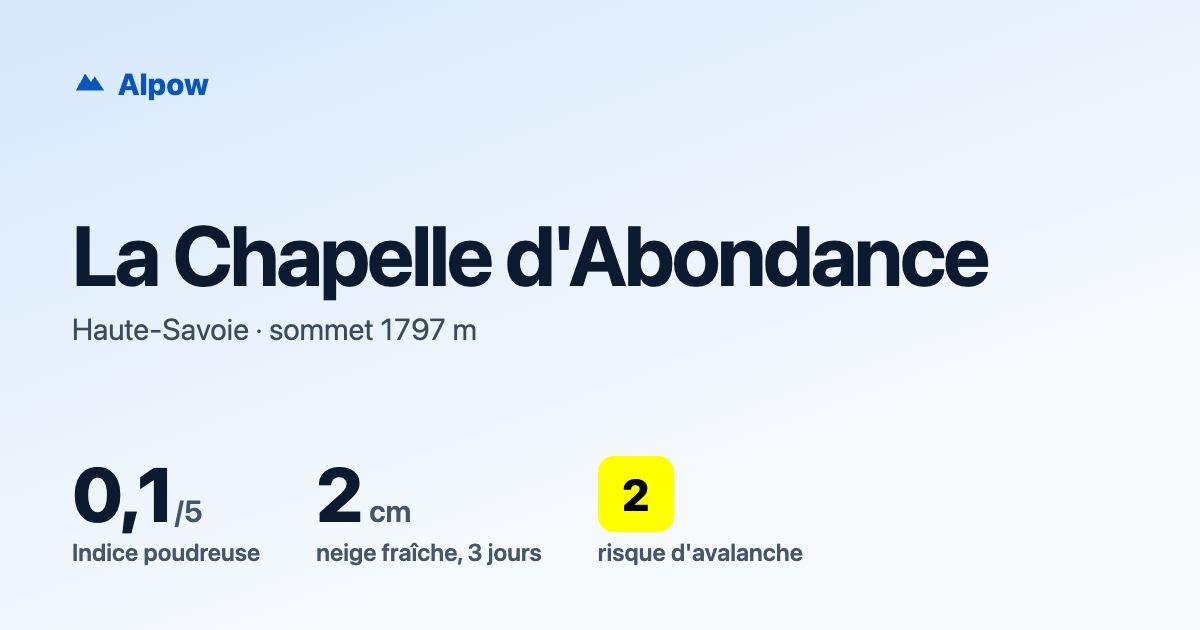 Alpow
La Chapelle d'Abondance
Haute-Savoie · sommet 1797 m
0,1/5
Indice poudreuse
2 cm
neige fraîche, 3 jours
2
risque d'avalanche